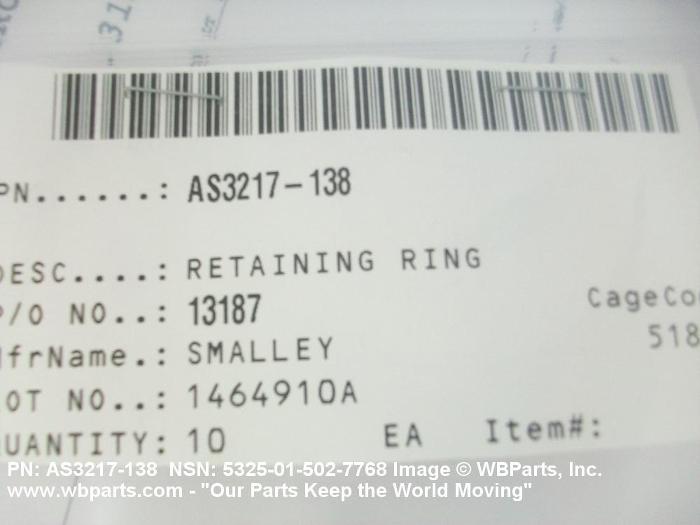 PN......: AS3217-138
DESC....: RETAINING RING
P/O NO..: 13187
CageCo
MfrName.: SMALLEY
518
LOT NO..: 1464910A
QUANTITY: 10 EA Item#:
PN: AS3217-138 NSN: 5325-01-502-7768 Image © WBParts, Inc.
www.wbparts.com - "Our Parts Keep the World Moving"